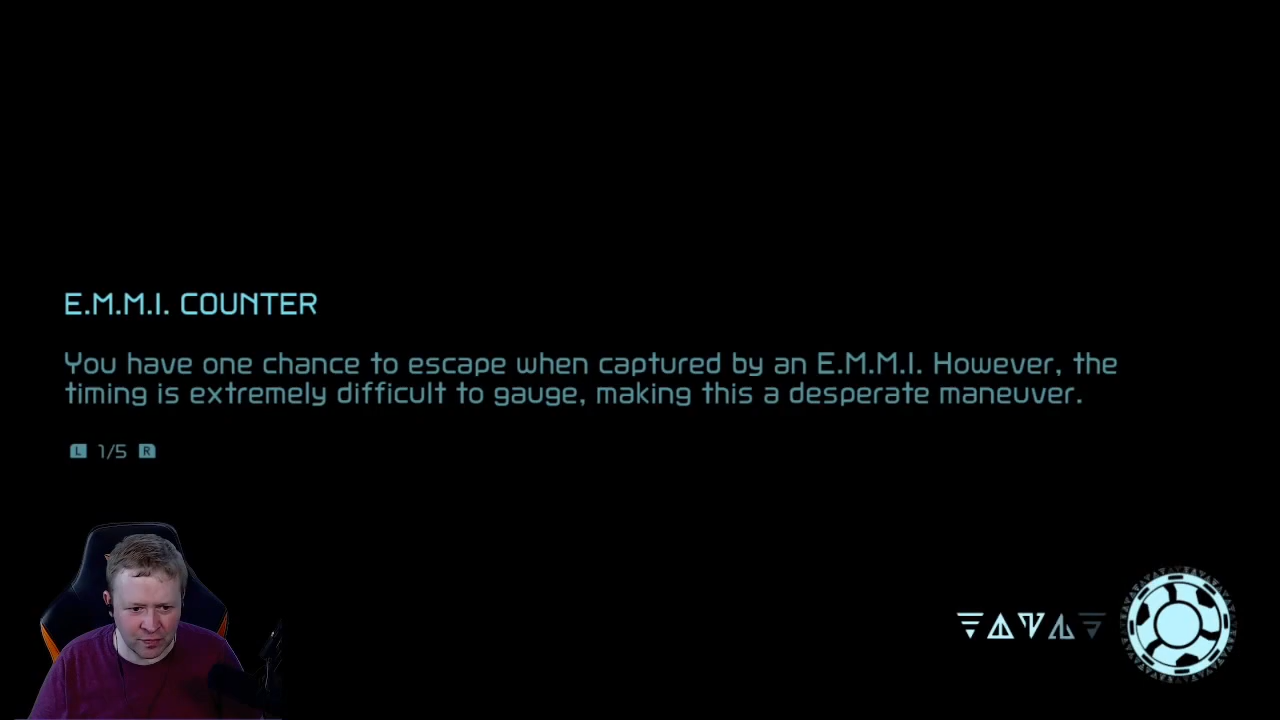 E.M.M.I. COUNTER
You have one chance to escape when captured by an E.M.M.I. However, the
timing is extremely difficult to gauge, making this a desperate maneuver.
L 1/5 R